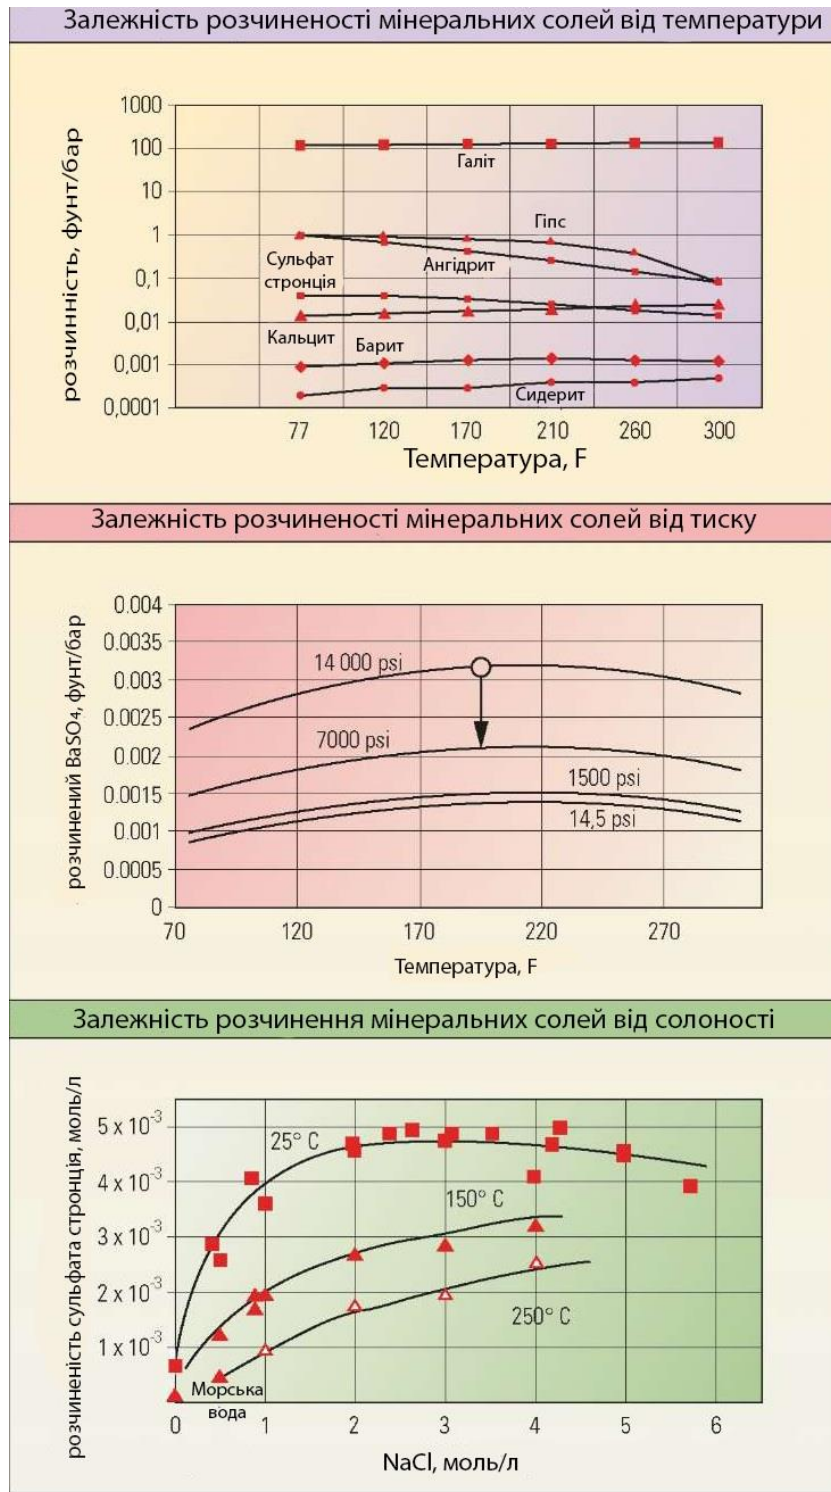 Залежність розчиненості мінеральних солей від температури
розчинність, фунт/бар
1000
100
10
1
0,1
0,01
0,001
0,0001
Галіт
Гіпс
Сульфат
стронція
Ангідрит
Кальцит
Барит
Сидерит
77 120 170 210 260 300
Температура, F
Залежність розчиненості мінеральних солей від тиску
розчинений BaSO4, фунт/бар
0.004
0.0035
0.003
0.0025
0.002
0.0015
0.001
0.0005
0
14 000 psi
7000 psi
1500 psi
14,5 psi
70 120 170 220 270
Температура, F
Залежність розчинення мінеральних солей від солоності
розчиненість сульфата стронція, моль/л
5 x 10⁻³
4 x 10⁻³
3 x 10⁻³
2 x 10⁻³
1 x 10⁻³
25° C
150° C
250° C
Морська
вода
0 1 2 3 4 5 6
NaCl, моль/л